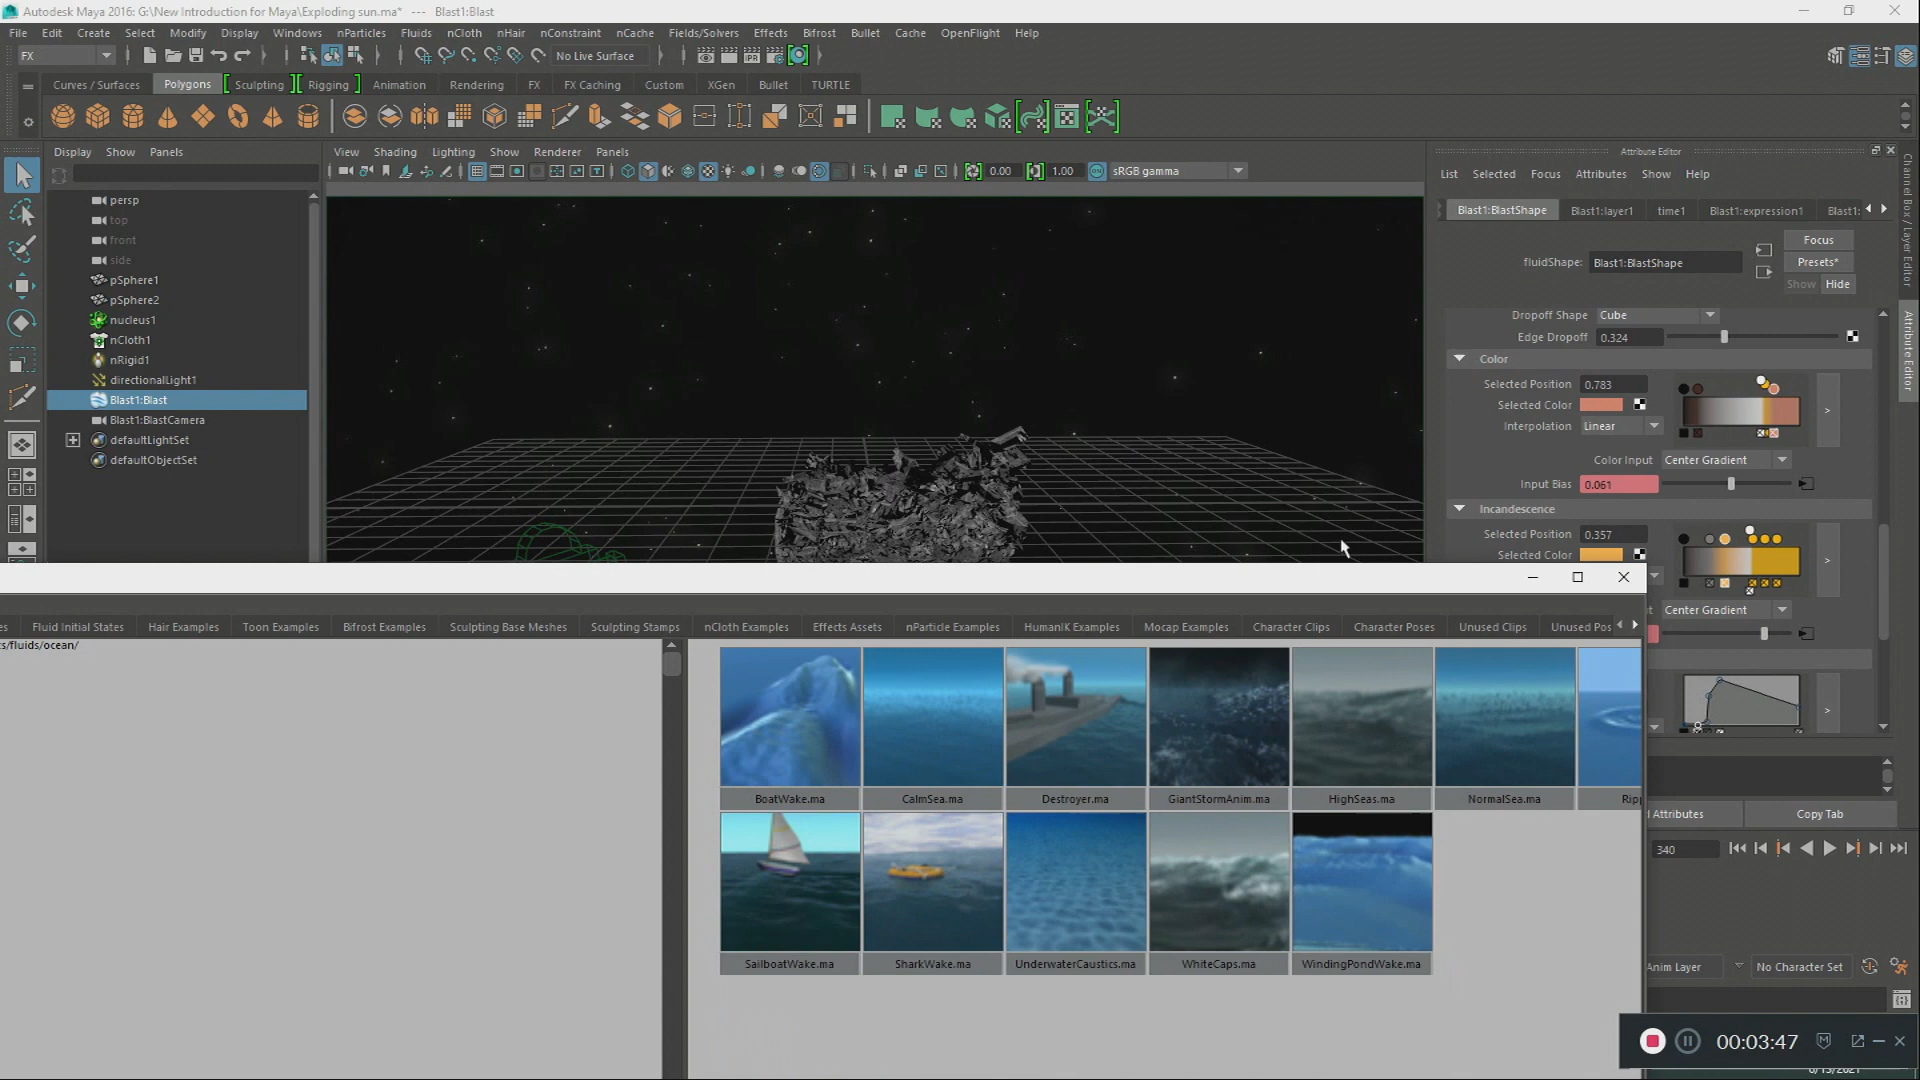 Autodesk Maya 2016: G:\New Introduction for Maya\Exploding sun.ma* --- Blast1:Blast
File Edit Create Select Modify Display Windows nParticles Fluids nCloth nHair nConstraint nCache Fields/Solvers Effects Bifrost Bullet Cache OpenFlight Help
FX No Live Surface
Curves / Surfaces Polygons Sculpting Rigging Animation Rendering FX FX Caching Custom XGen Bullet TURTLE
Display Show Panels
View Shading Lighting Show Renderer Panels
0.00 1.00 ON sRGB gamma
persp
top
front
side
pSphere1
pSphere2
nucleus1
nCloth1
nRigid1
directionalLight1
Blast1:Blast
Blast1:BlastCamera
defaultLightSet
defaultObjectSet
Attribute Editor
List Selected Focus Attributes Show Help
Blast1:BlastShape Blast1:layer1 time1 Blast1:expression1 Blast1:
fluidShape: Blast1:BlastShape
Focus
Presets*
Show Hide
Dropoff Shape Cube
Edge Dropoff 0.324
Color
Selected Position 0.783
Selected Color
Interpolation Linear
Color Input Center Gradient
Input Bias 0.061
Incandescence
Selected Position 0.357
Selected Color
t Center Gradient
Channel Box / Layer Editor
Attribute Editor
Fluid Initial States Hair Examples Toon Examples Bifrost Examples Sculpting Base Meshes Sculpting Stamps nCloth Examples Effects Assets nParticle Examples HumanIK Examples Mocap Examples Character Clips Character Poses Unused Clips Unused Pos
s/fluids/ocean/
BoatWake.ma CalmSea.ma Destroyer.ma GiantStormAnim.ma HighSeas.ma NormalSea.ma Ripp
SailboatWake.ma SharkWake.ma UnderwaterCaustics.ma WhiteCaps.ma WindingPondWake.ma
Attributes Copy Tab
340
Anim Layer No Character Set
00:03:47